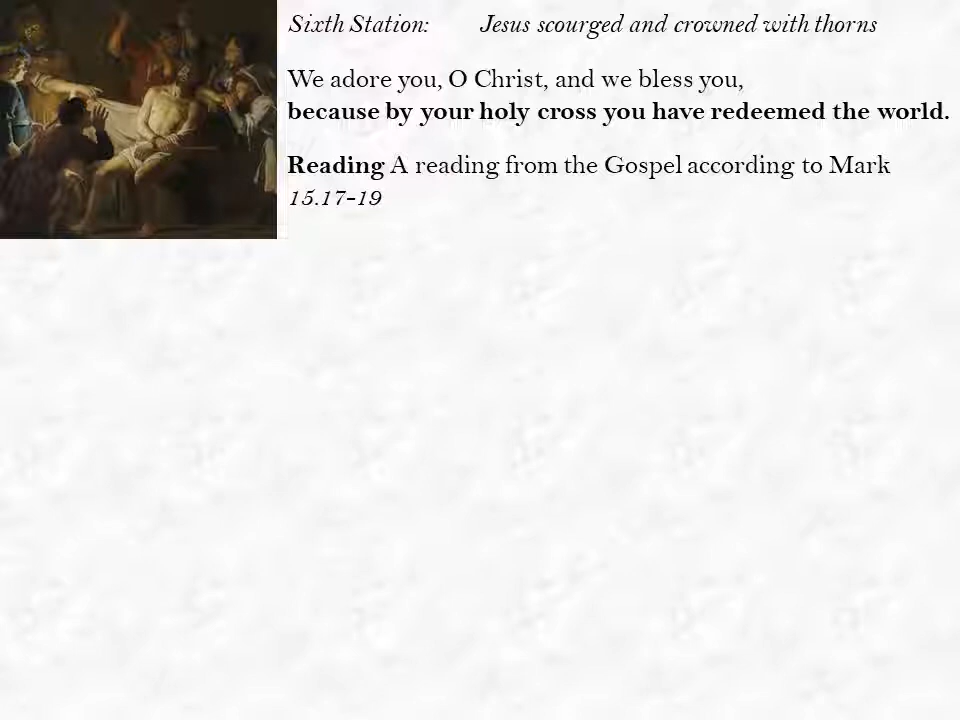 Sixth Station: Jesus scourged and crowned with thorns
We adore you, O Christ, and we bless you,
because by your holy cross you have redeemed the world.
Reading A reading from the Gospel according to Mark
15.17-19